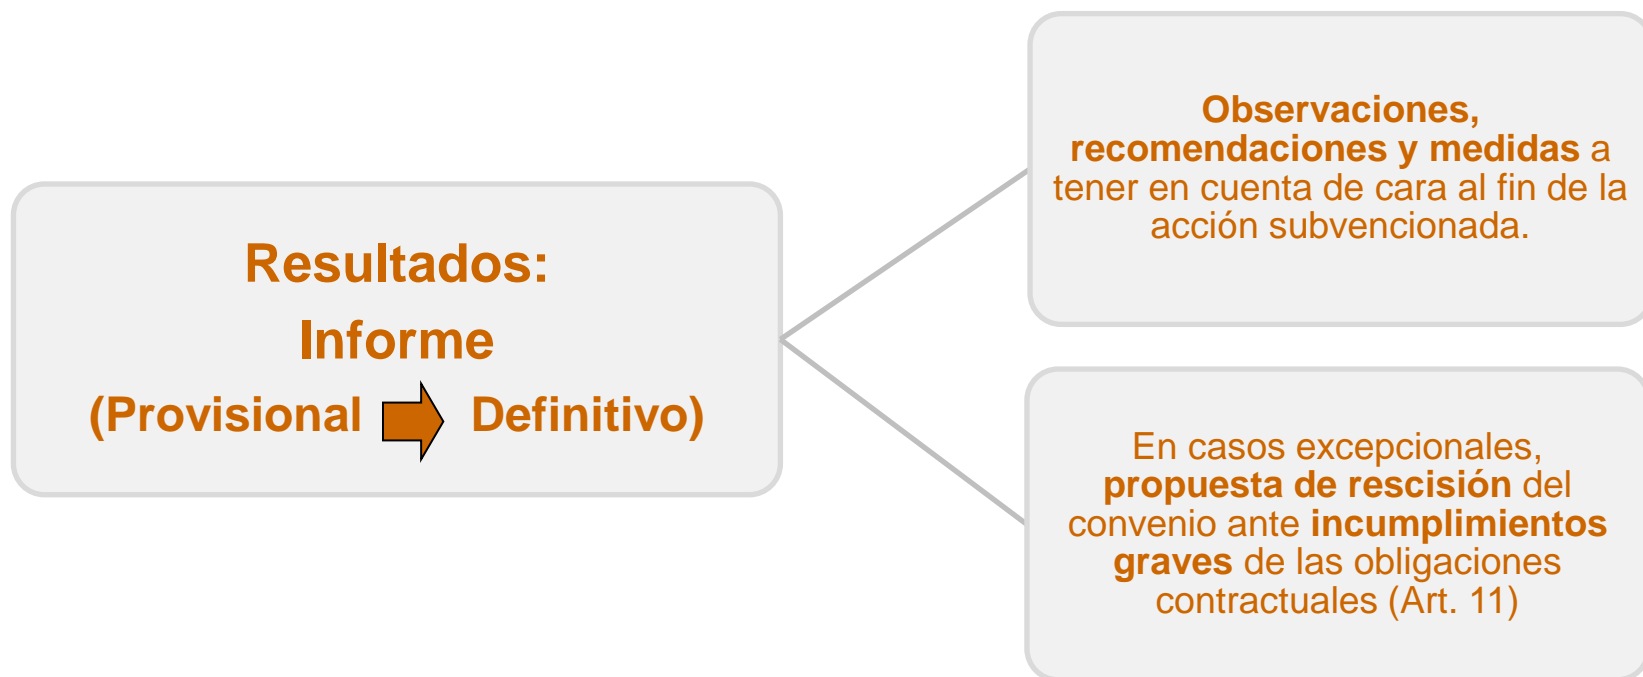 Resultados:
Informe
(Provisional Definitivo)
Observaciones,
recomendaciones y medidas a
tener en cuenta de cara al fin de la
acción subvencionada.
En casos excepcionales,
propuesta de rescisión del
convenio ante incumplimientos
graves de las obligaciones
contractuales (Art. 11)